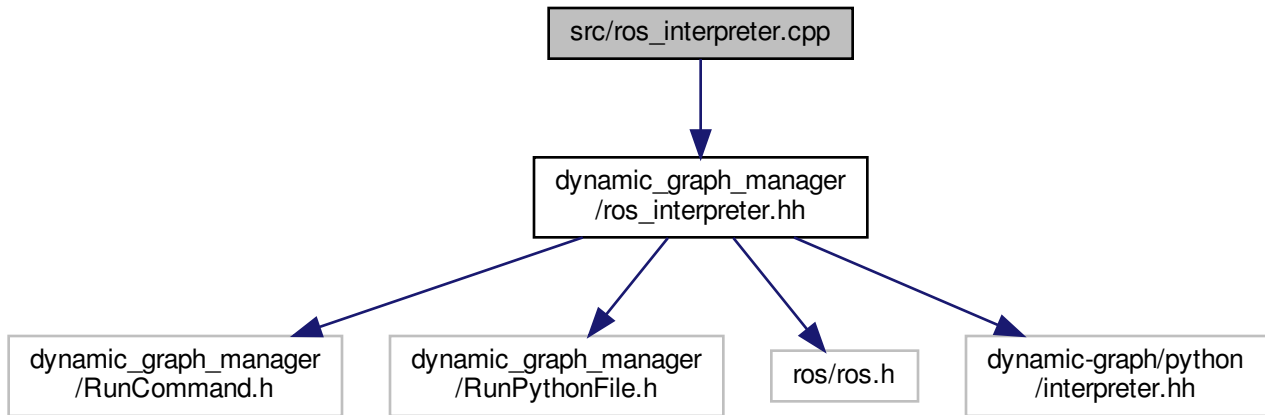 src/ros_interpreter.cpp
dynamic_graph_manager
/ros_interpreter.hh
dynamic_graph_manager
/RunCommand.h
dynamic_graph_manager
/RunPythonFile.h
ros/ros.h
dynamic-graph/python
/interpreter.hh